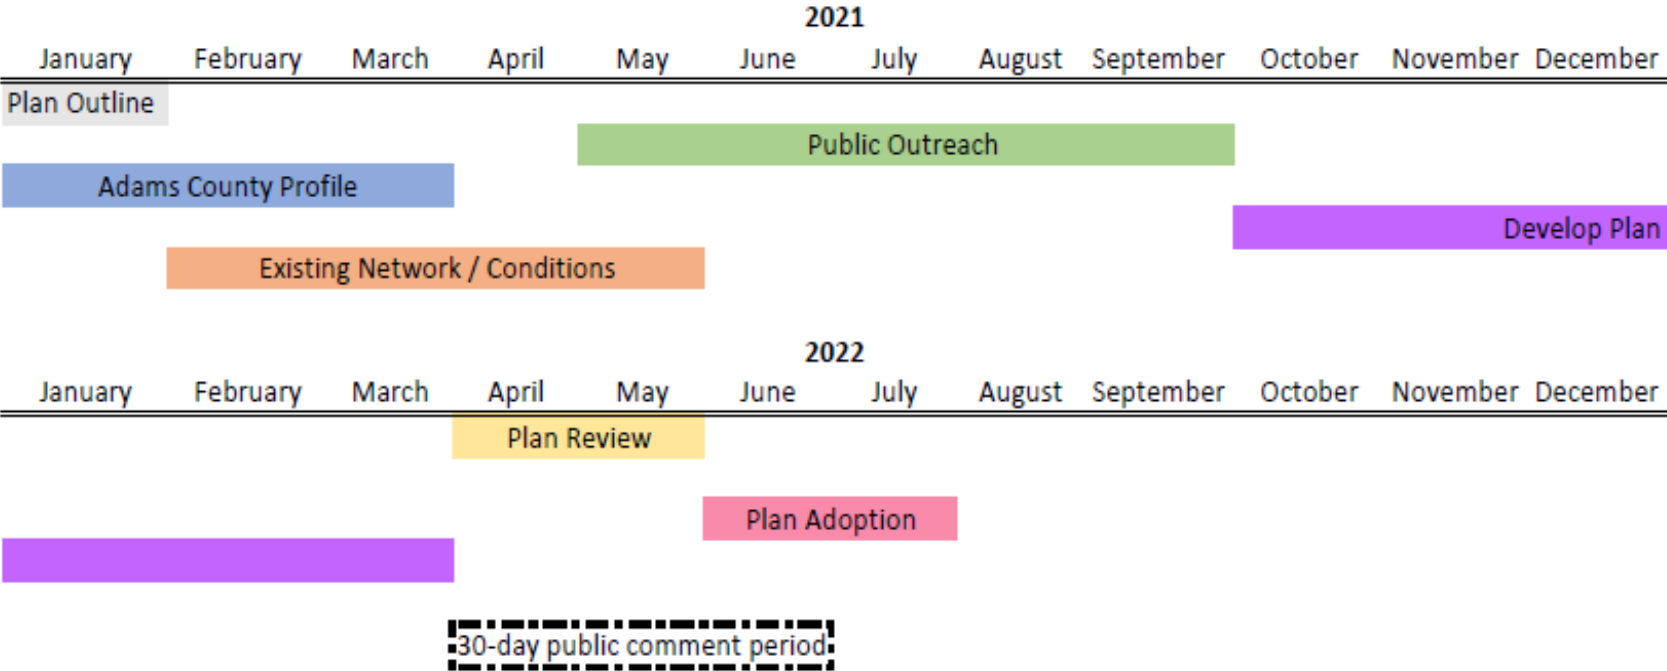 2021
January February March April May June July August September October November December
Plan Outline
Public Outreach
Adams County Profile
Develop Plan
Existing Network / Conditions
2022
January February March April May June July August September October November December
Plan Review
Plan Adoption
30-day public comment period